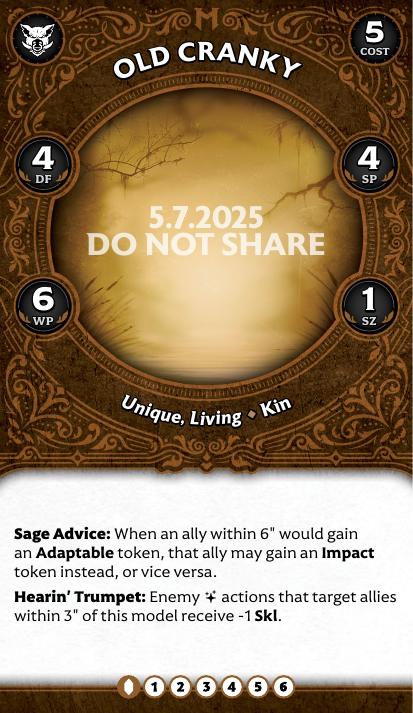 5
COST
OLD CRANKY
4
DF
4
SP
5.7.2025
DO NOT SHARE
6
WP
1
SZ
Unique, Living ⬥ Kin
Sage Advice: When an ally within 6" would gain
an Adaptable token, that ally may gain an Impact
token instead, or vice versa.
Hearin’ Trumpet: Enemy actions that target allies
within 3" of this model receive -1 Skl.
1 2 3 4 5 6